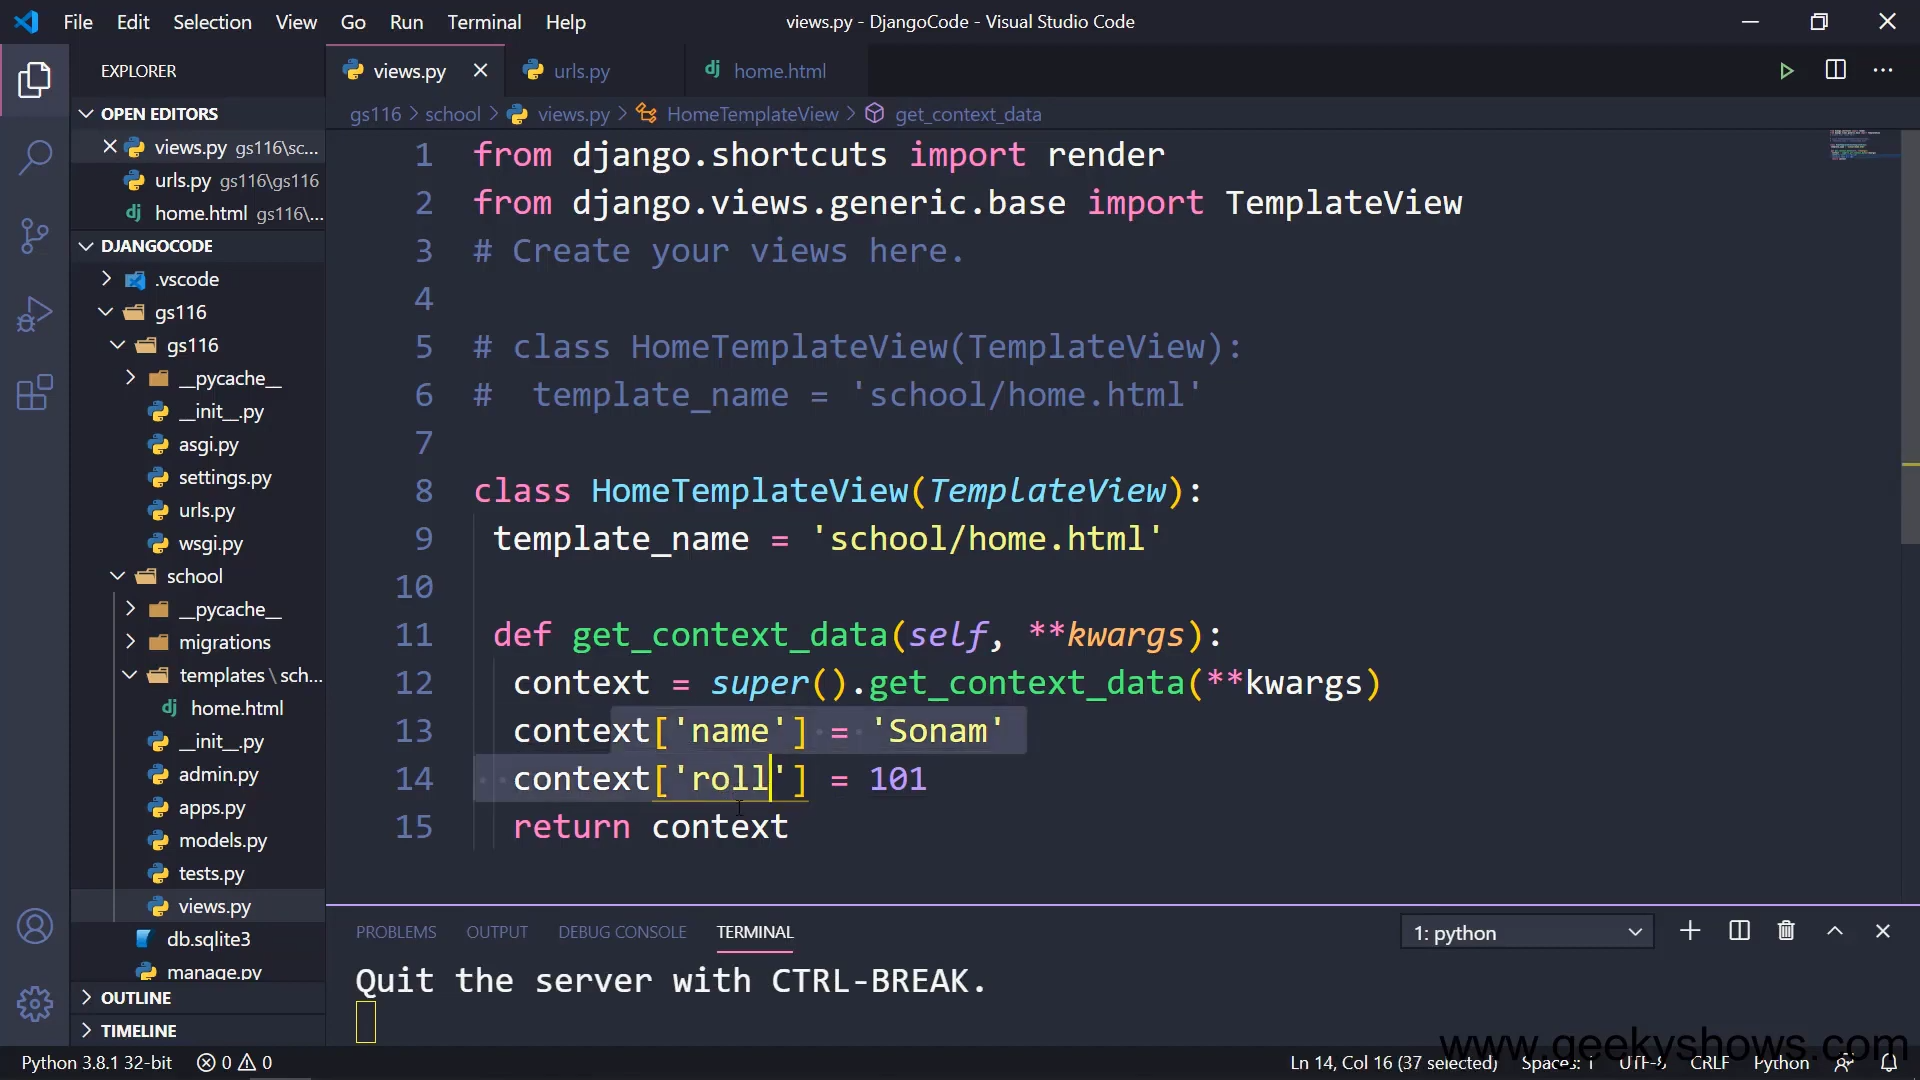 File Edit Selection View Go Run Terminal Help
views.py - DjangoCode - Visual Studio Code
EXPLORER
OPEN EDITORS
views.py gs116\sc...
urls.py gs116\gs116
home.html gs116\...
DJANGOCODE
.vscode
gs116
gs116
__pycache__
__init__.py
asgi.py
settings.py
urls.py
wsgi.py
school
__pycache__
migrations
templates \ sch...
home.html
__init__.py
admin.py
apps.py
models.py
tests.py
views.py
db.sqlite3
manage.py
OUTLINE
TIMELINE
views.py urls.py home.html
gs116 > school > views.py > HomeTemplateView > get_context_data
1 from django.shortcuts import render
2 from django.views.generic.base import TemplateView
3 # Create your views here.
4
5 # class HomeTemplateView(TemplateView):
6 #  template_name = 'school/home.html'
7
8 class HomeTemplateView(TemplateView):
9  template_name = 'school/home.html'
10
11  def get_context_data(self, **kwargs):
12   context = super().get_context_data(**kwargs)
13   context['name'] = 'Sonam'
14   context['roll'] = 101
15   return context
PROBLEMS OUTPUT DEBUG CONSOLE TERMINAL
1: python
Quit the server with CTRL-BREAK.
www.geekyshows.com
Python 3.8.1 32-bit 0 0
Ln 14, Col 16 (37 selected) Spaces: 1 UTF-8 CRLF Python